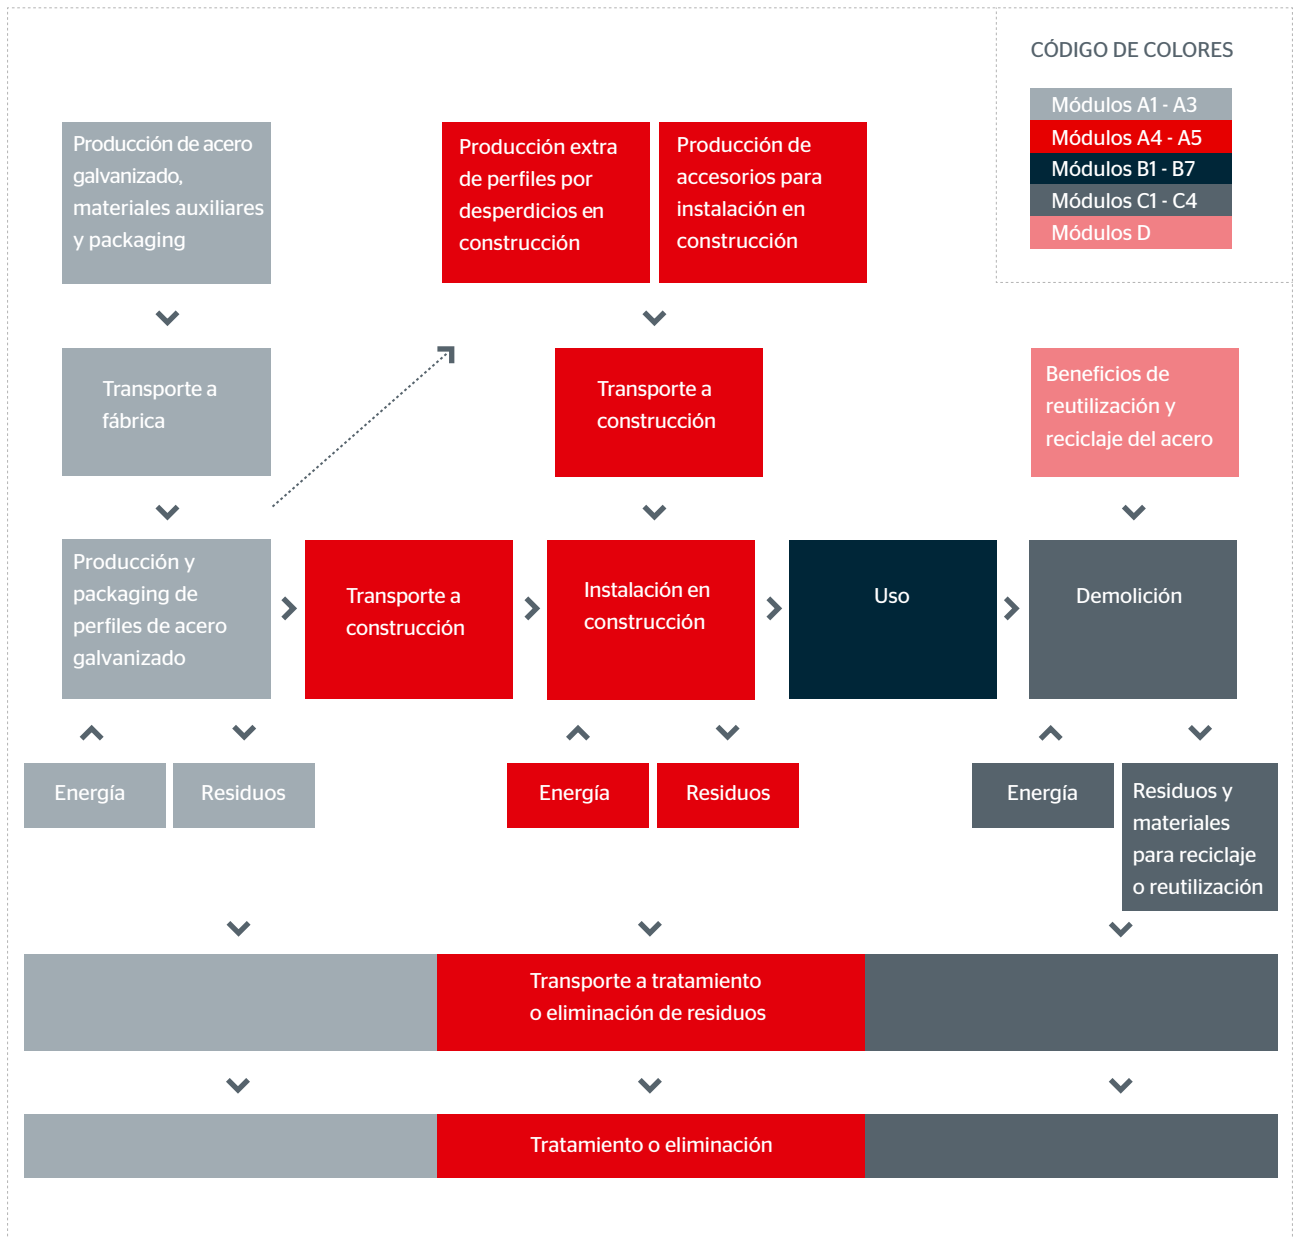 CÓDIGO DE COLORES
Módulos A1 - A3
Módulos A4 - A5
Módulos B1 - B7
Módulos C1 - C4
Módulos D
Producción de acero
galvanizado,
materiales auxiliares
y packaging
Producción extra
de perfiles por
desperdicios en
construcción
Producción de
accesorios para
instalación en
construcción
Transporte a
fábrica
Transporte a
construcción
Beneficios de
reutilización y
reciclaje del acero
Producción y
packaging de
perfiles de acero
galvanizado
Transporte a
construcción
Instalación en
construcción
Uso
Demolición
Energía
Residuos
Energía
Residuos
Energía
Residuos y
materiales
para reciclaje
o reutilización
Transporte a tratamiento
o eliminación de residuos
Tratamiento o eliminación